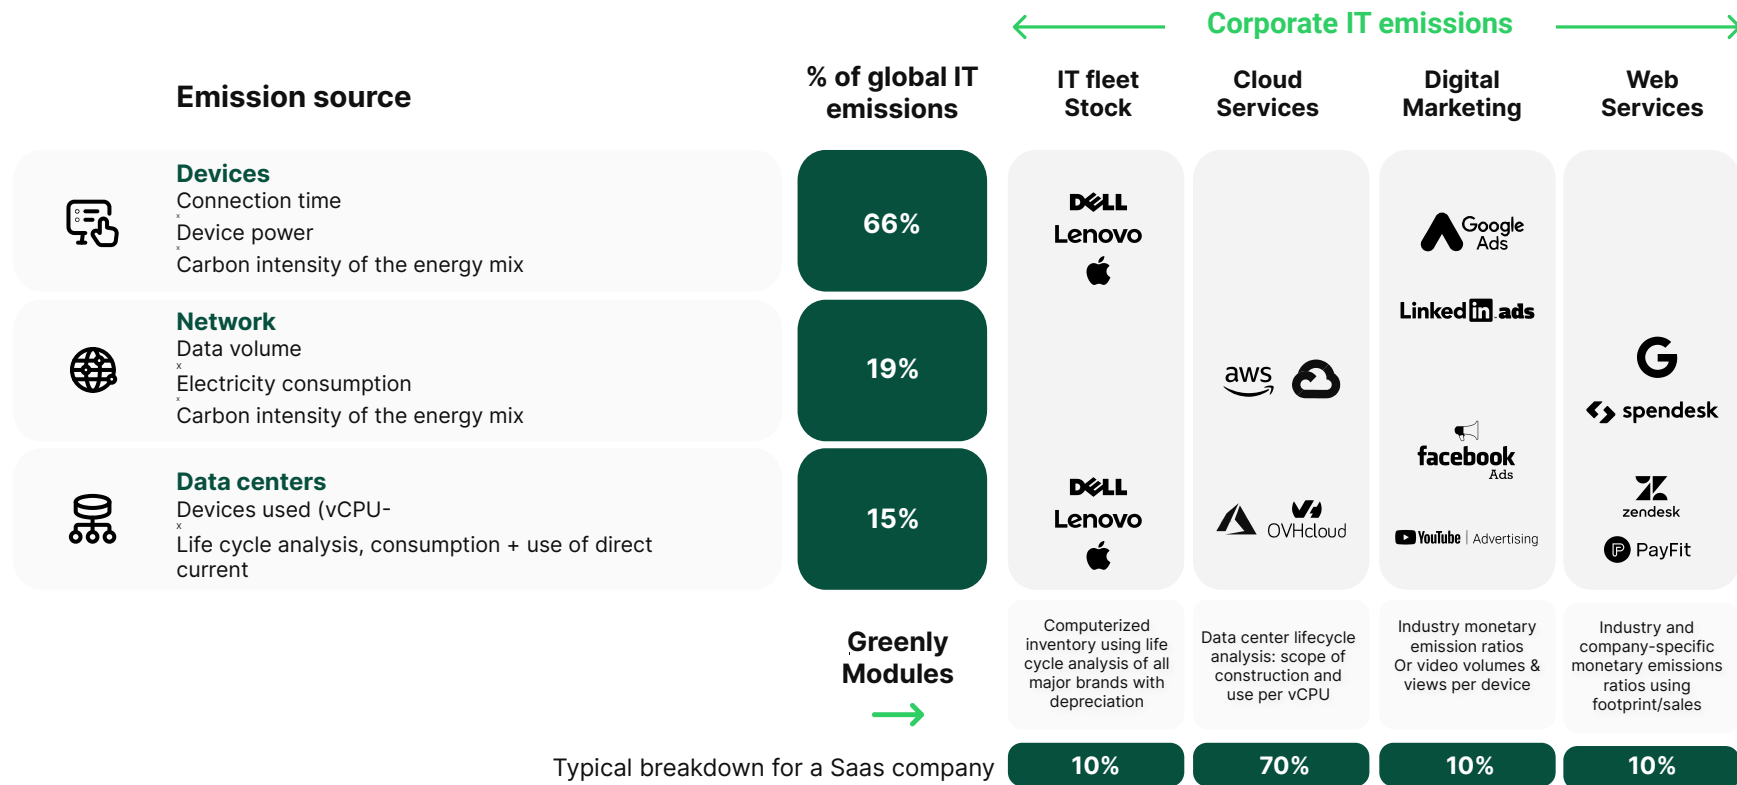 Corporate IT emissions
Emission source
% of global IT
emissions
IT fleet
Stock
Cloud
Services
Digital
Marketing
Web
Services
Devices
Connection time
x
Device power
x
Carbon intensity of the energy mix
66%
Network
Data volume
x
Electricity consumption
x
Carbon intensity of the energy mix
19%
Data centers
Devices used (vCPU-
x
Life cycle analysis, consumption + use of direct
current
15%
DELL
Lenovo
DELL
Lenovo
aws
OVHcloud
Google
Ads
Linked in. ads
facebook
Ads
YouTube | Advertising
G
spendesk
zendesk
PayFit
Greenly
Modules
Computerized
inventory using life
cycle analysis of all
major brands with
depreciation
Data center lifecycle
analysis: scope of
construction and
use per vCPU
Industry monetary
emission ratios
Or video volumes &
views per device
Industry and
company-specific
monetary emissions
ratios using
footprint/sales
Typical breakdown for a Saas company
10%
70%
10%
10%